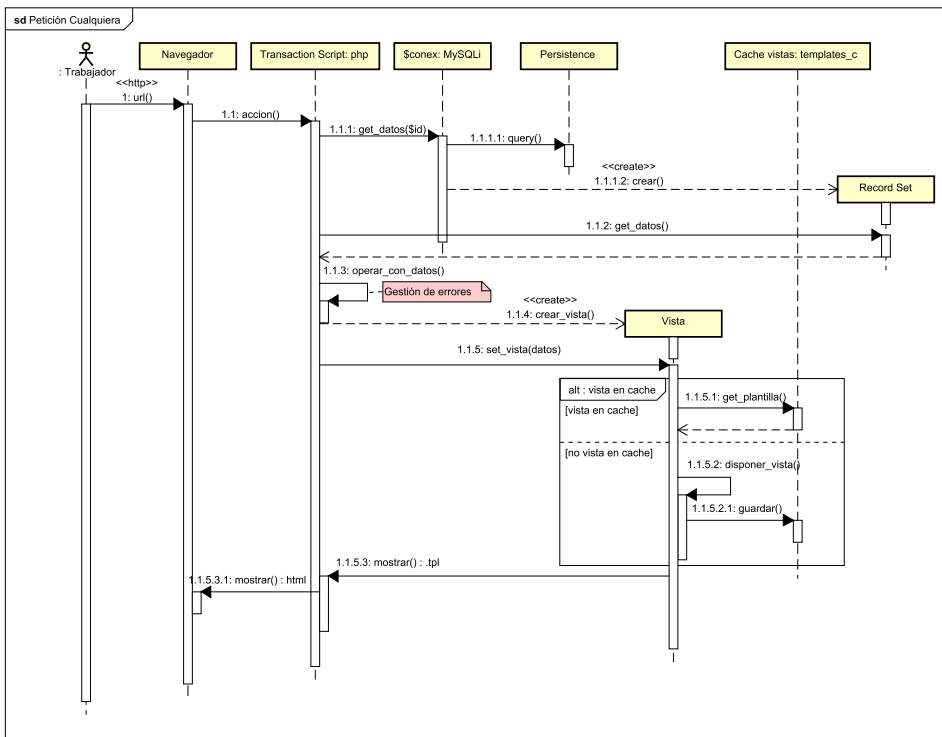 sd Petición Cualquiera
: Trabajador
Navegador
Transaction Script: php
$conex: MySQLi
Persistence
Cache vistas: templates_c
<<http>>
1: url()
1.1: accion()
1.1.1: get_datos($id)
1.1.1.1: query()
<<create>>
1.1.1.2: crear()
Record Set
1.1.2: get_datos()
1.1.3: operar_con_datos()
Gestión de errores
<<create>>
1.1.4: crear_vista()
Vista
1.1.5: set_vista(datos)
alt : vista en cache
1.1.5.1: get_plantilla()
[vista en cache]
[no vista en cache]
1.1.5.2: disponer_vista()
1.1.5.2.1: guardar()
1.1.5.3: mostrar() : .tpl
1.1.5.3.1: mostrar() : html